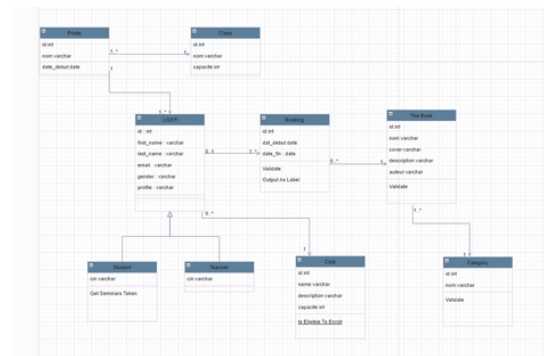 Poste
id:int
nom:varchar
date_debut:date
Class
id:int
nom:varchar
capacite:int
1..*
1
1..*
USER
id : int
first_name : varchar
last_name : varchar
email : varchar
gender : varchar
profile : varchar
Booking
id:int
dat_debut:date
date_fin : date
Validate
Output As Label
1..*
0..*
The Book
id:int
nom:varchar
cover:varchar
description:varchar
auteur:varchar
Validate
1..*
1
0..*
1
Student
cin:varchar
Get Seminars Taken
Teacher
cin:varchar
Club
id:int
name:varchar
description:varchar
capacite:int
Is Eligible To Enroll
Category
id:int
nom:varchar
Validate